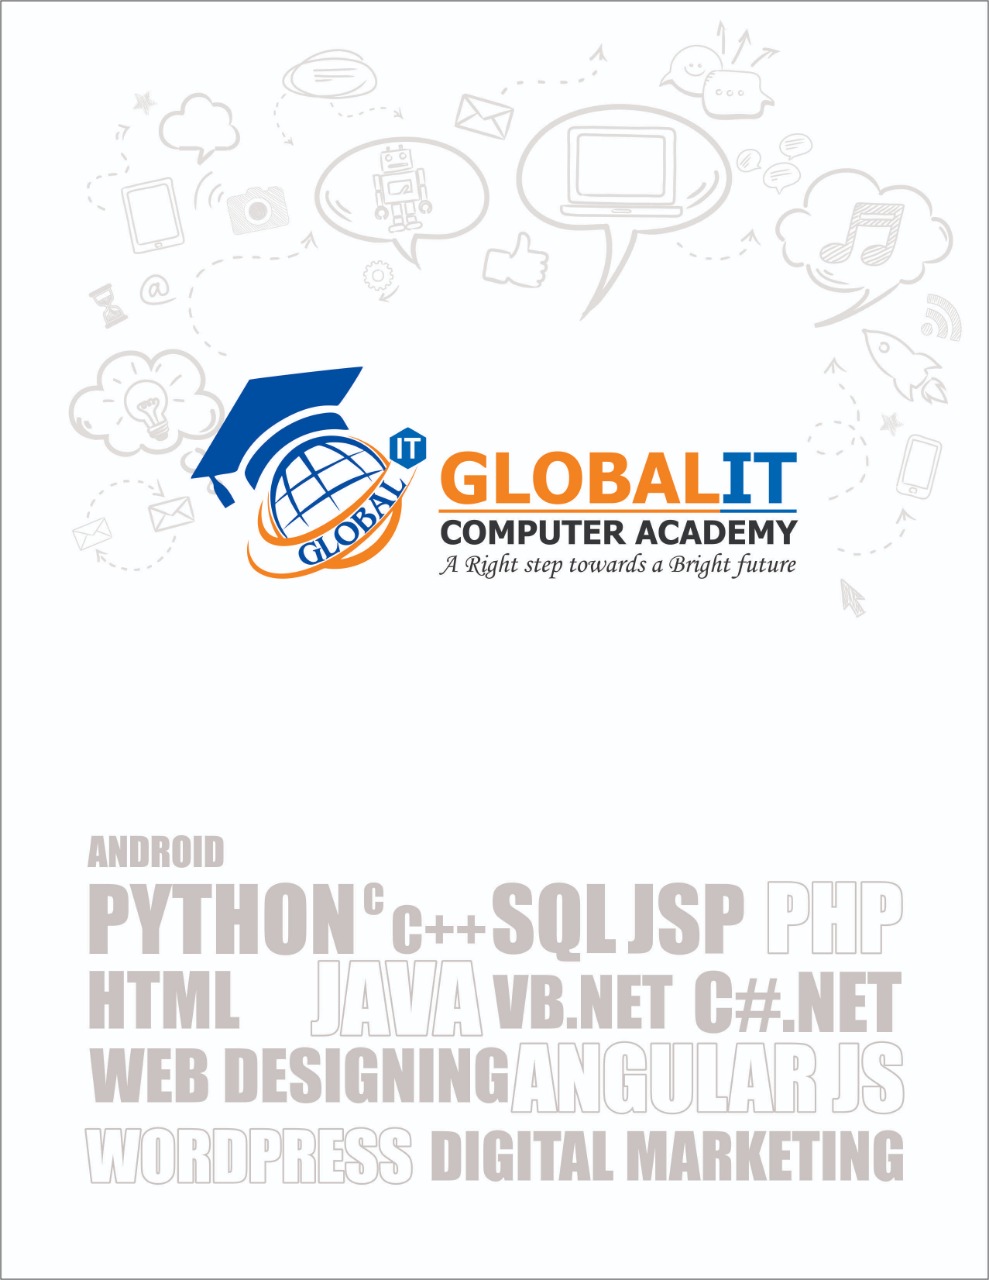 IT
GLOBAL
GLOBALIT
COMPUTER ACADEMY
A Right step towards a Bright future
@
ANDROID
PYTHON C C++ SQL JSP PHP
HTML JAVA VB.NET C#.NET
WEB DESIGNING ANGULAR JS
WORDPRESS DIGITAL MARKETING